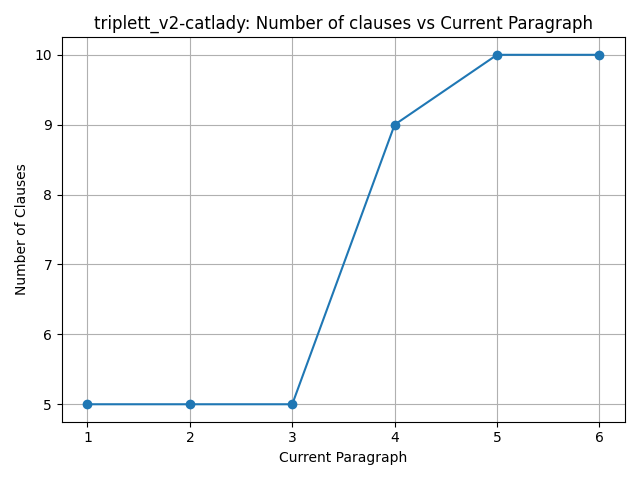 triplett_v2-catlady: Number of clauses vs Current Paragraph
10
9
8
7
6
5
Number of Clauses
1 2 3 4 5 6
Current Paragraph